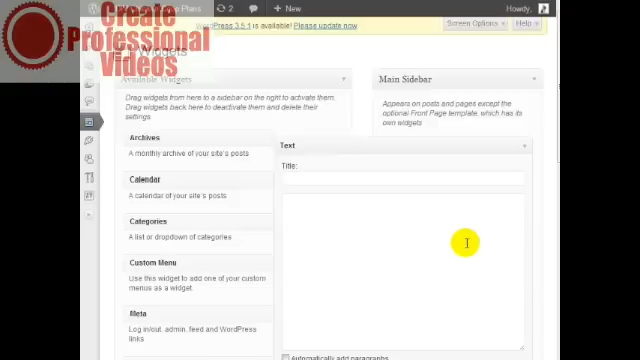 Create
Professional
Videos
Plans
2
+ New
Howdy,
WordPress 3.5.1 is available! Please update now
Screen Options
Help
Widgets
Available Widgets
Main Sidebar
Drag widgets from here to a sidebar on the right to activate them.
Drag widgets back here to deactivate them and delete their
settings.
Appears on posts and pages except the
optional Front Page template, which has its
own widgets
Archives
A monthly archive of your site's posts
Text
Title:
Calendar
A calendar of your site's posts
Categories
A list or dropdown of categories
Custom Menu
Use this widget to add one of your custom
menus as a widget.
Meta
Log in/out, admin, feed and WordPress
links
Automatically add paragraphs